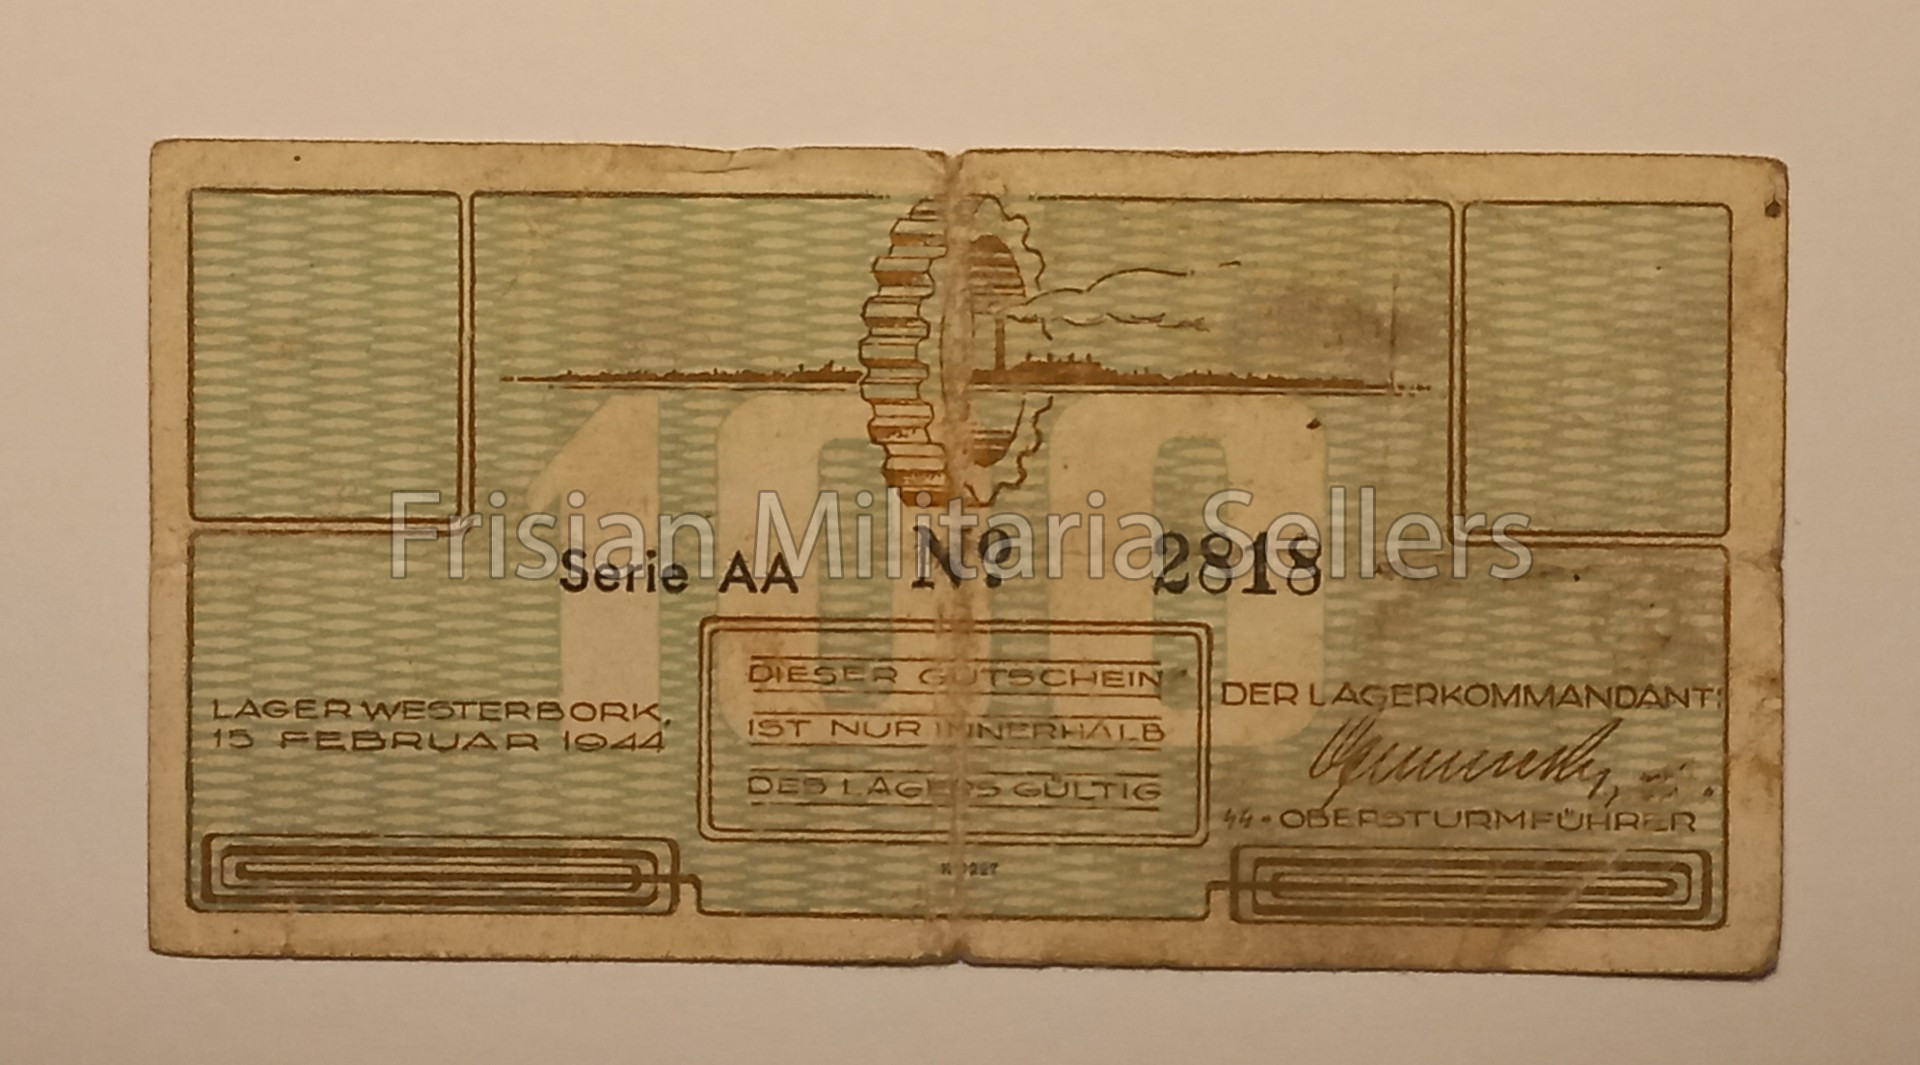 100
Frisian Militaria Sellers
Serie AA Nº 2818
LAGER WESTERBORK,
15 FEBRUAR 1944
DIESER GUTSCHEIN
IST NUR INNERHALB
DES LAGERS GÜLTIG
DER LAGERKOMMANDANT:
SS-OBERSTURMFÜHRER